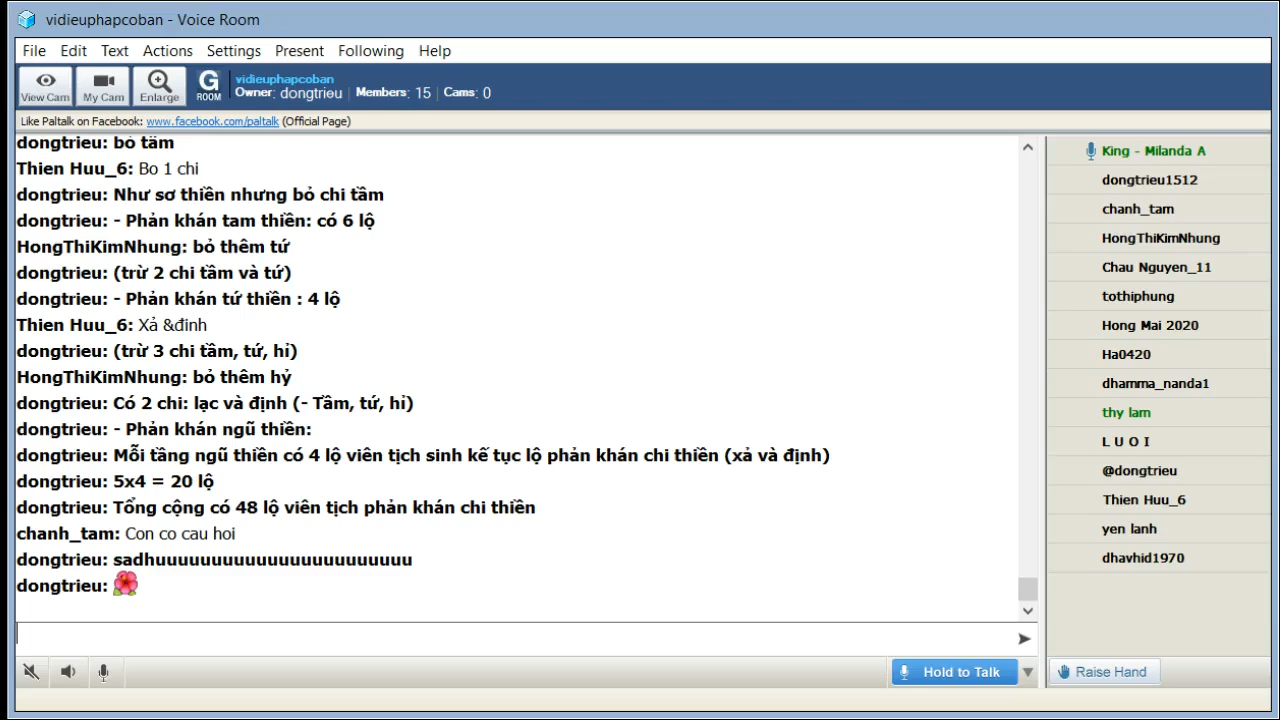 vidieuphapcoban - Voice Room
File Edit Text Actions Settings Present Following Help
View Cam My Cam Enlarge G ROOM
vidieuphapcoban
Owner: dongtrieu | Members: 15 | Cams: 0
Like Paltalk on Facebook: www.facebook.com/paltalk (Official Page)
dongtrieu: bỏ tầm
Thien Huu_6: Bo 1 chi
dongtrieu: Như sơ thiền nhưng bỏ chi tầm
dongtrieu: - Phản khán tam thiền: có 6 lộ
HongThiKimNhung: bỏ thêm tứ
dongtrieu: (trừ 2 chi tầm và tứ)
dongtrieu: - Phản khán tứ thiền : 4 lộ
Thien Huu_6: Xả &đinh
dongtrieu: (trừ 3 chi tầm, tứ, hỉ)
HongThiKimNhung: bỏ thêm hỷ
dongtrieu: Có 2 chi: lạc và định (- Tầm, tứ, hỉ)
dongtrieu: - Phản khán ngũ thiền:
dongtrieu: Mỗi tầng ngũ thiền có 4 lộ viên tịch sinh kế tục lộ phản khán chi thiền (xả và định)
dongtrieu: 5x4 = 20 lộ
dongtrieu: Tổng cộng có 48 lộ viên tịch phản khán chi thiền
chanh_tam: Con co cau hoi
dongtrieu: sadhuuuuuuuuuuuuuuuuuuuuuuu
dongtrieu:
Hold to Talk
King - Milanda A
dongtrieu1512
chanh_tam
HongThiKimNhung
Chau Nguyen_11
tothiphung
Hong Mai 2020
Ha0420
dhamma_nanda1
thy lam
L U O I
@dongtrieu
Thien Huu_6
yen lanh
dhavhid1970
Raise Hand